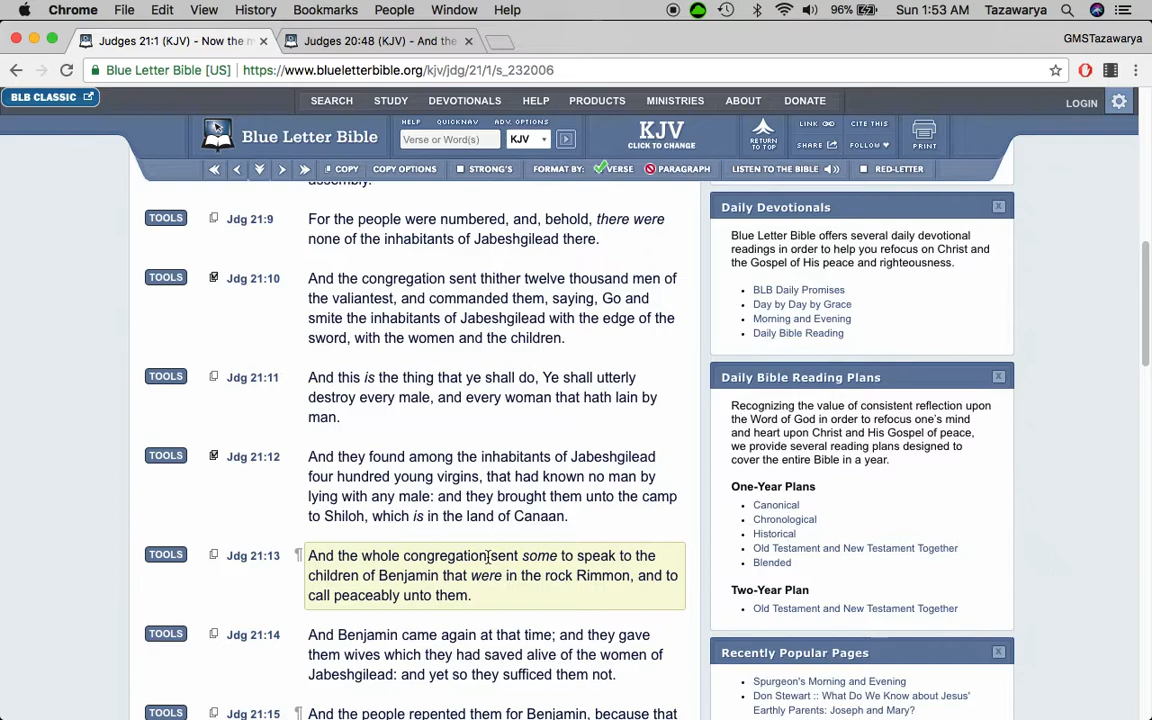 Chrome File Edit View History Bookmarks People Window Help 96% Sun 1:53 AM Tazawarya
Judges 21:1 (KJV) - Now the m × Judges 20:48 (KJV) - And the × GMSTazawarya
Blue Letter Bible [US] https://www.blueletterbible.org/kjv/jdg/21/1/s_232006
BLB CLASSIC SEARCH STUDY DEVOTIONALS HELP PRODUCTS MINISTRIES ABOUT DONATE LOGIN
Blue Letter Bible
HELP QUICKNAV ADV. OPTIONS
Verse or Word(s) KJV
KJV
CLICK TO CHANGE
RETURN
TO TOP
LINK CITE THIS
SHARE FOLLOW
PRINT
COPY COPY OPTIONS STRONG'S FORMAT BY: VERSE PARAGRAPH LISTEN TO THE BIBLE RED-LETTER
assembly.
TOOLS Jdg 21:9 For the people were numbered, and, behold, there were
none of the inhabitants of Jabeshgilead there.
TOOLS Jdg 21:10 And the congregation sent thither twelve thousand men of
the valiantest, and commanded them, saying, Go and
smite the inhabitants of Jabeshgilead with the edge of the
sword, with the women and the children.
TOOLS Jdg 21:11 And this is the thing that ye shall do, Ye shall utterly
destroy every male, and every woman that hath lain by
man.
TOOLS Jdg 21:12 And they found among the inhabitants of Jabeshgilead
four hundred young virgins, that had known no man by
lying with any male: and they brought them unto the camp
to Shiloh, which is in the land of Canaan.
TOOLS Jdg 21:13 ¶ And the whole congregation sent some to speak to the
children of Benjamin that were in the rock Rimmon, and to
call peaceably unto them.
TOOLS Jdg 21:14 And Benjamin came again at that time; and they gave
them wives which they had saved alive of the women of
Jabeshgilead: and yet so they sufficed them not.
TOOLS Jdg 21:15 ¶ And the people repented them for Benjamin, because that
Daily Devotionals X
Blue Letter Bible offers several daily devotional
readings in order to help you refocus on Christ and
the Gospel of His peace and righteousness.
• BLB Daily Promises
• Day by Day by Grace
• Morning and Evening
• Daily Bible Reading
Daily Bible Reading Plans X
Recognizing the value of consistent reflection upon
the Word of God in order to refocus one's mind
and heart upon Christ and His Gospel of peace,
we provide several reading plans designed to
cover the entire Bible in a year.
One-Year Plans
• Canonical
• Chronological
• Historical
• Old Testament and New Testament Together
• Blended
Two-Year Plan
• Old Testament and New Testament Together
Recently Popular Pages X
• Spurgeon's Morning and Evening
• Don Stewart :: What Do We Know about Jesus'
Earthly Parents: Joseph and Mary?